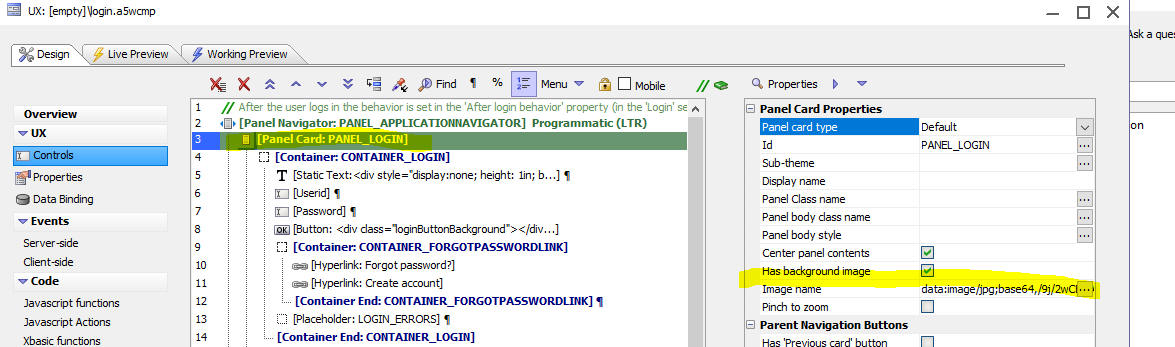 UX: [empty]\login.a5wcmp
Ask a ques
Design Live Preview Working Preview
Find ¶ % Menu Mobile // Properties
Overview
UX
Controls
Properties
Data Binding
Events
Server-side
Client-side
Code
Javascript functions
Javascript Actions
Xbasic functions
1 // After the user logs in the behavior is set in the 'After login behavior' property (in the 'Login' se
2 [Panel Navigator: PANEL_APPLICATIONNAVIGATOR] Programmatic (LTR)
3 [Panel Card: PANEL_LOGIN]
4 [Container: CONTAINER_LOGIN]
5 T [Static Text:<div style="display:none; height: 1in; b...] ¶
6 [Userid] ¶
7 [Password] ¶
8 OK [Button: <div class="loginButtonBackground"></div...]
9 [Container: CONTAINER_FORGOTPASSWORDLINK]
10 [Hyperlink: Forgot password?]
11 [Hyperlink: Create account]
12 [Container End: CONTAINER_FORGOTPASSWORDLINK] ¶
13 [Placeholder: LOGIN_ERRORS] ¶
14 [Container End: CONTAINER_LOGIN]
Panel Card Properties
Panel card type Default
Id PANEL_LOGIN ...
Sub-theme ...
Display name
Panel Class name ...
Panel body class name ...
Panel body style ...
Center panel contents
Has background image
Image name data:image/jpg;base64,/9j/2wC ...
Pinch to zoom
Parent Navigation Buttons
Has 'Previous card' button
on